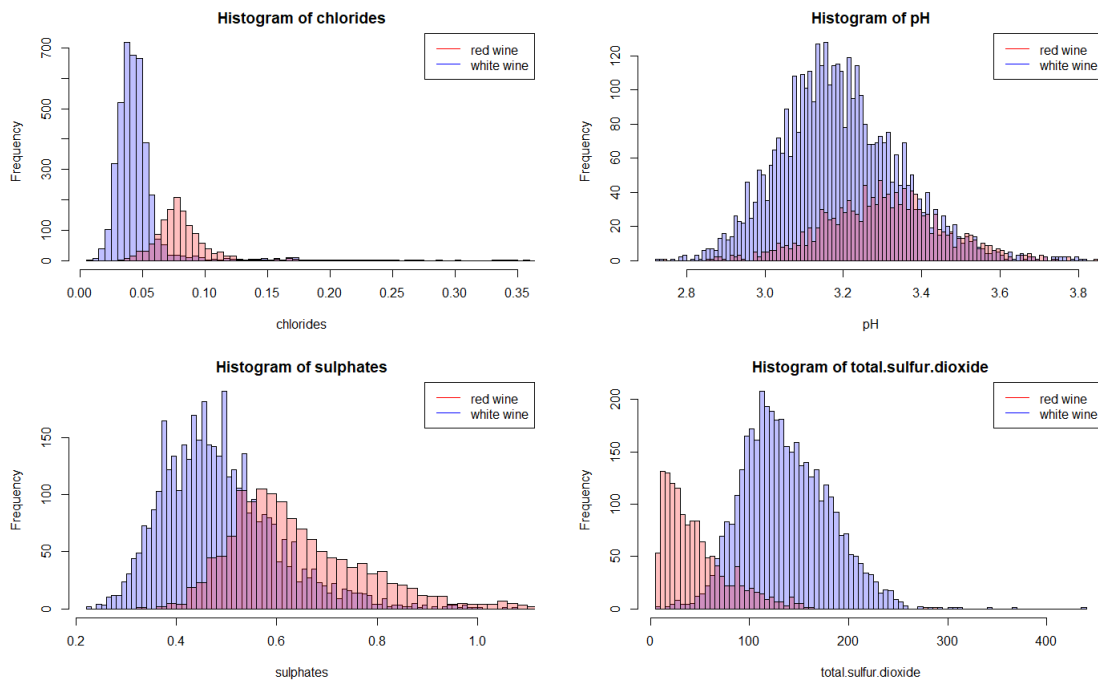 Histogram of chlorides
red wine
white wine
Frequency
0 100 300 500 700
0.00 0.05 0.10 0.15 0.20 0.25 0.30 0.35
chlorides
Histogram of pH
red wine
white wine
Frequency
0 20 40 60 80 100 120
2.8 3.0 3.2 3.4 3.6 3.8
pH
Histogram of sulphates
red wine
white wine
Frequency
0 50 100 150
0.2 0.4 0.6 0.8 1.0
sulphates
Histogram of total.sulfur.dioxide
red wine
white wine
Frequency
0 50 100 150 200
0 100 200 300 400
total.sulfur.dioxide